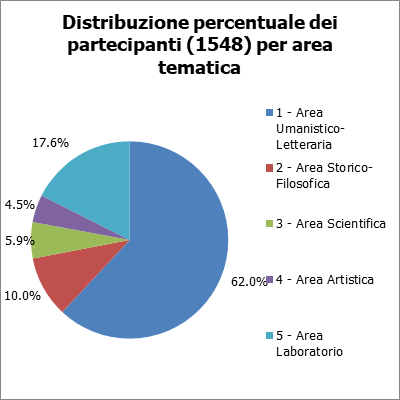 Distribuzione percentuale dei
partecipanti (1548) per area
tematica
17.6%
4.5%
5.9%
10.0%
62.0%
1 - Area
Umanistico-
Letteraria
2 - Area Storico-
Filosofica
3 - Area Scientifica
4 - Area Artistica
5 - Area
Laboratorio